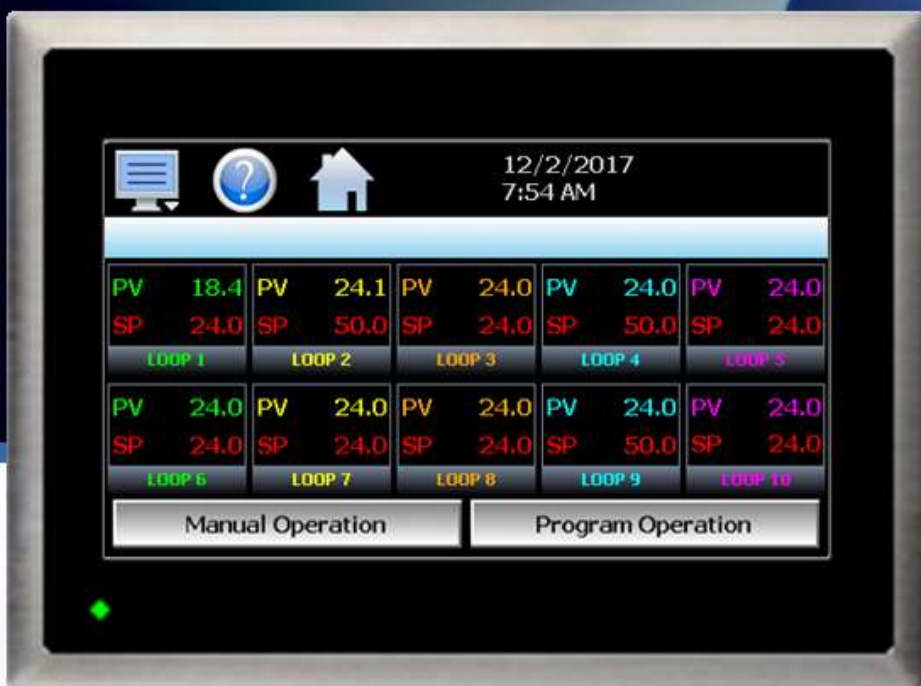 ?
12/2/2017
7:54 AM
PV 18.4 PV 24.1 PV 24.0 PV 24.0 PV 24.0
SP 24.0 SP 50.0 SP 24.0 SP 50.0 SP 24.0
LOOP 1 LOOP 2 LOOP 3 LOOP 4 LOOP 5
PV 24.0 PV 24.0 PV 24.0 PV 24.0 PV 24.0
SP 24.0 SP 24.0 SP 24.0 SP 50.0 SP 24.0
LOOP 6 LOOP 7 LOOP 8 LOOP 9 LOOP 10
Manual Operation Program Operation